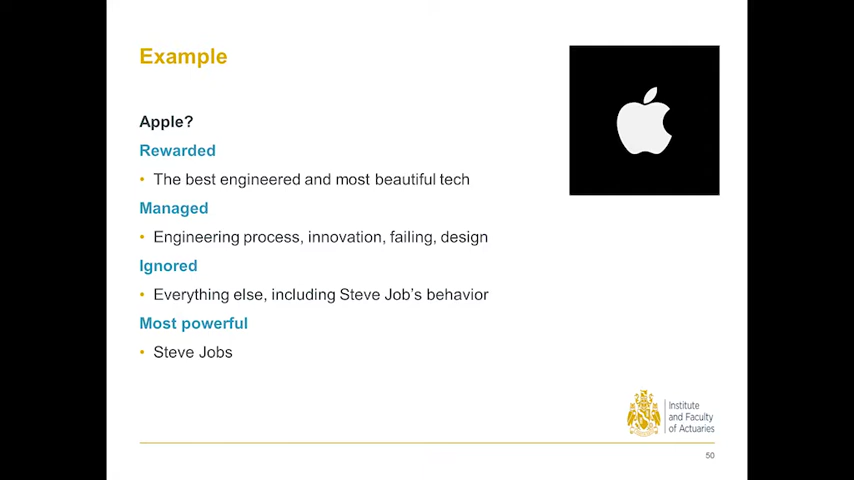 Example
Apple?
Rewarded
• The best engineered and most beautiful tech
Managed
• Engineering process, innovation, failing, design
Ignored
• Everything else, including Steve Job's behavior
Most powerful
• Steve Jobs
Institute
and Faculty
of Actuaries
50